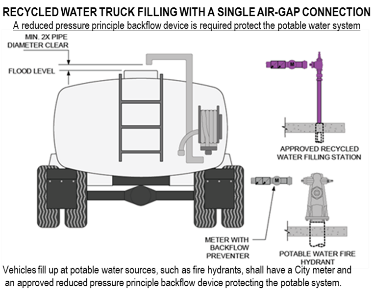 RECYCLED WATER TRUCK FILLING WITH A SINGLE AIR-GAP CONNECTION
A reduced pressure principle backflow device is required protect the potable water system
MIN. 2X PIPE
DIAMETER CLEAR
FLOOD LEVEL
APPROVED RECYCLED
WATER FILLING STATION
METER WITH
BACKFLOW
PREVENTER
POTABLE WATER FIRE
HYDRANT
Vehicles fill up at potable water sources, such as fire hydrants, shall have a City meter and
an approved reduced pressure principle backflow device protecting the potable system.